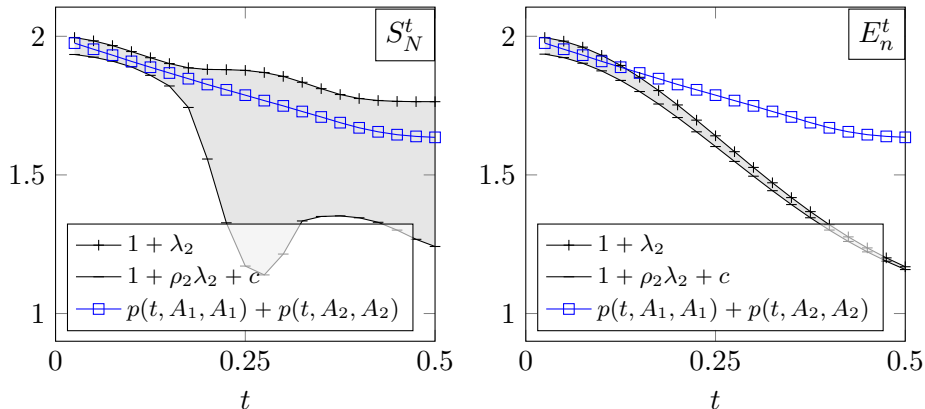 2
1.5
1
0
0.25
0.5
t
S_N^t
1 + λ_2
1 + ρ_2λ_2 + c
p(t, A_1, A_1) + p(t, A_2, A_2)
2
1.5
1
0
0.25
0.5
t
E_n^t
1 + λ_2
1 + ρ_2λ_2 + c
p(t, A_1, A_1) + p(t, A_2, A_2)